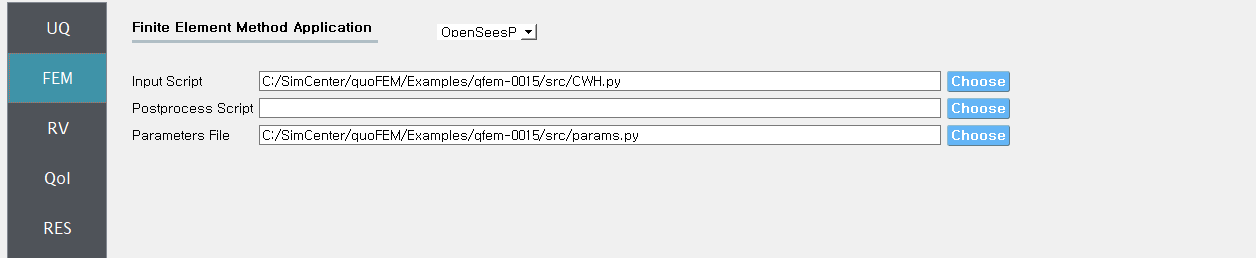 UQ
FEM
RV
QoI
RES
Finite Element Method Application
OpenSeesP
Input Script C:/SimCenter/quoFEM/Examples/qfem-0015/src/CWH.py Choose
Postprocess Script Choose
Parameters File C:/SimCenter/quoFEM/Examples/qfem-0015/src/params.py Choose